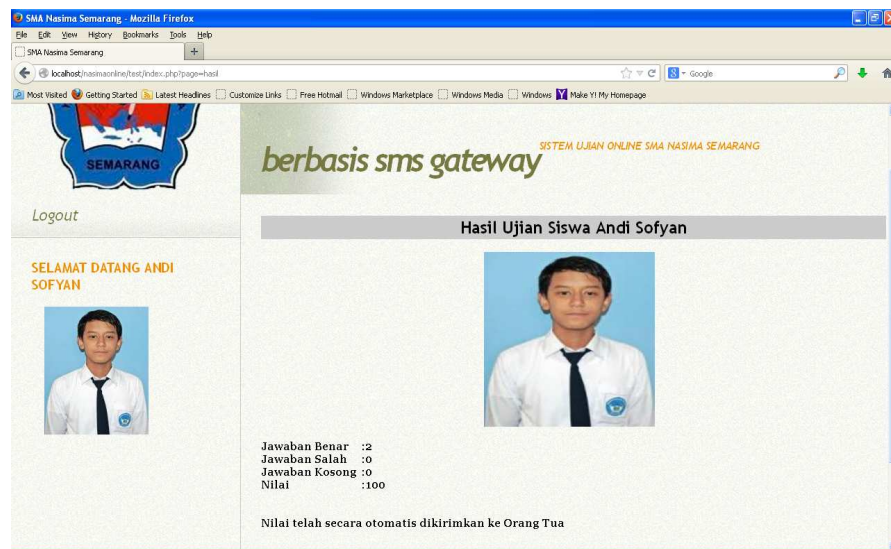 SMA Nasima Semarang - Mozilla Firefox
File Edit View History Bookmarks Tools Help
SMA Nasima Semarang +
localhost/nasimaonline/test/index.php?page=hasil Google
Most Visited Getting Started Latest Headlines Customize Links Free Hotmail Windows Marketplace Windows Media Windows Make Y! My Homepage
SEMARANG
berbasis sms gateway
SISTEM UJIAN ONLINE SMA NASIMA SEMARANG
Logout
SELAMAT DATANG ANDI
SOFYAN
Hasil Ujian Siswa Andi Sofyan
Jawaban Benar :2
Jawaban Salah :0
Jawaban Kosong :0
Nilai :100
Nilai telah secara otomatis dikirimkan ke Orang Tua